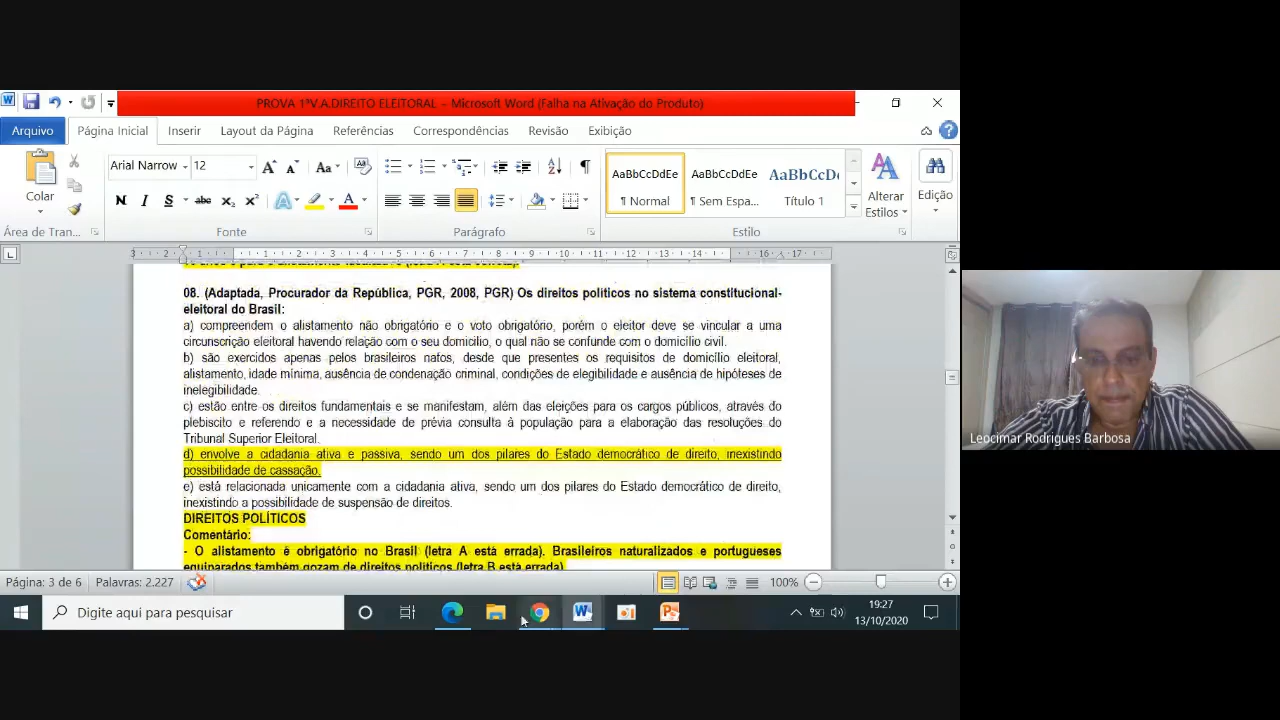 PROVA 1ªV.A.DIREITO ELEITORAL – Microsoft Word (Falha na Ativação do Produto)
Arquivo Página Inicial Inserir Layout da Página Referências Correspondências Revisão Exibição
Arial Narrow 12
Colar
AaBbCcDdEe AaBbCcDdEe AaBbCcDd
¶ Normal ¶ Sem Espa... Título 1
Alterar Estilos
Edição
Área de Tran... Fonte Parágrafo Estilo
08. (Adaptada, Procurador da República, PGR, 2008, PGR) Os direitos políticos no sistema constitucional-
eleitoral do Brasil:
a) compreendem o alistamento não obrigatório e o voto obrigatório, porém o eleitor deve se vincular a uma
circunscrição eleitoral havendo relação com o seu domicílio, o qual não se confunde com o domicílio civil.
b) são exercidos apenas pelos brasileiros natos, desde que presentes os requisitos de domicílio eleitoral,
alistamento, idade mínima, ausência de condenação criminal, condições de elegibilidade e ausência de hipóteses de
inelegibilidade.
c) estão entre os direitos fundamentais e se manifestam, além das eleições para os cargos públicos, através do
plebiscito e referendo e a necessidade de prévia consulta à população para a elaboração das resoluções do
Tribunal Superior Eleitoral.
d) envolve a cidadania ativa e passiva, sendo um dos pilares do Estado democrático de direito, inexistindo
possibilidade de cassação.
e) está relacionada unicamente com a cidadania ativa, sendo um dos pilares do Estado democrático de direito,
inexistindo a possibilidade de suspensão de direitos.
DIREITOS POLÍTICOS
Comentário:
- O alistamento é obrigatório no Brasil (letra A está errada). Brasileiros naturalizados e portugueses
equiparados também gozam de direitos políticos (letra B está errada).
Página: 3 de 6 Palavras: 2.227 100%
Digite aqui para pesquisar
19:27
13/10/2020
Leocimar Rodrigues Barbosa